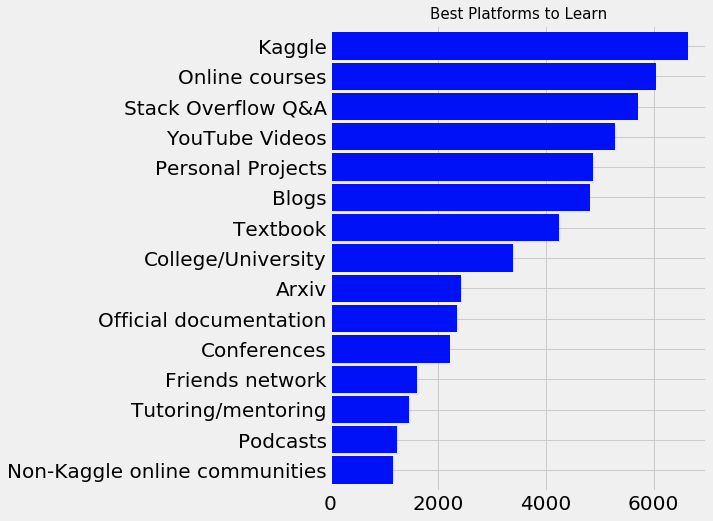 Best Platforms to Learn
Kaggle
Online courses
Stack Overflow Q&A
YouTube Videos
Personal Projects
Blogs
Textbook
College/University
Arxiv
Official documentation
Conferences
Friends network
Tutoring/mentoring
Podcasts
Non-Kaggle online communities
0 2000 4000 6000